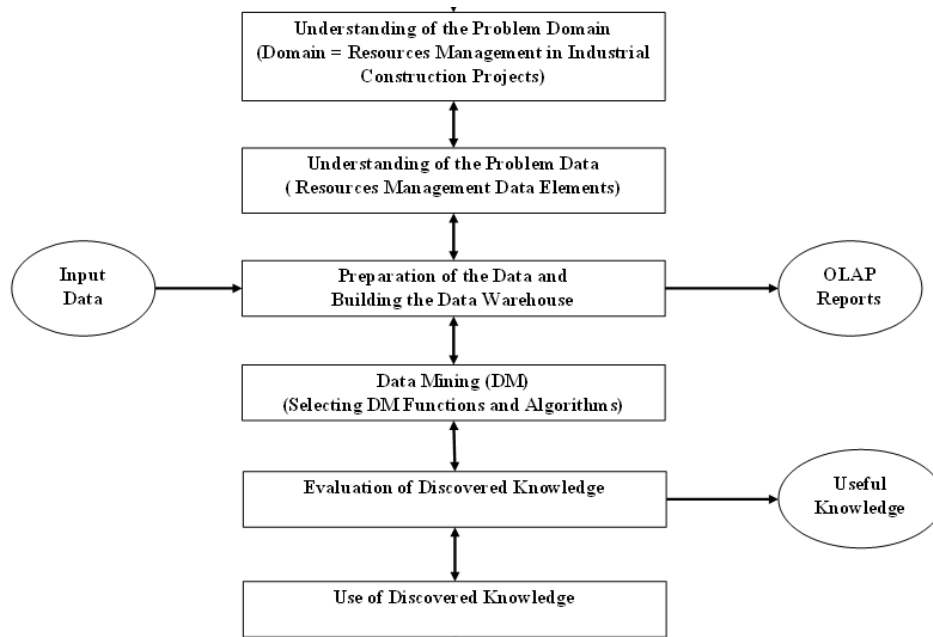 Understanding of the Problem Domain
(Domain = Resources Management in Industrial
Construction Projects)
Understanding of the Problem Data
( Resources Management Data Elements)
Input
Data
Preparation of the Data and
Building the Data Warehouse
OLAP
Reports
Data Mining (DM)
(Selecting DM Functions and Algorithms)
Evaluation of Discovered Knowledge
Useful
Knowledge
Use of Discovered Knowledge